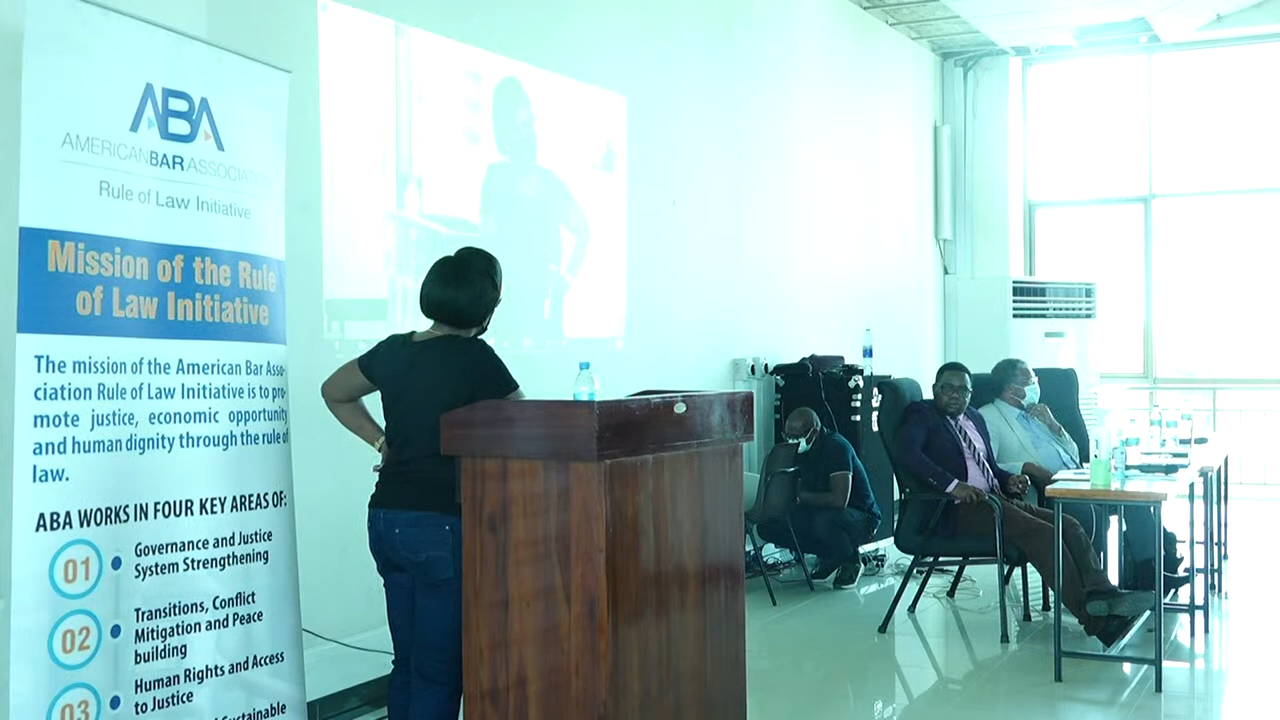 ABA
AMERICANBARASSOCIATION
Rule of Law Initiative
Mission of the Rule
of Law Initiative
The mission of the American Bar Asso-
ciation Rule of Law Initiative is to pro-
mote justice, economic opportunity
and human dignity through the rule of
law.
ABA WORKS IN FOUR KEY AREAS OF:
01
Governance and Justice
System Strengthening
02
Transitions, Conflict
Mitigation and Peace
building
03
Human Rights and Access
to Justice
Sustainable